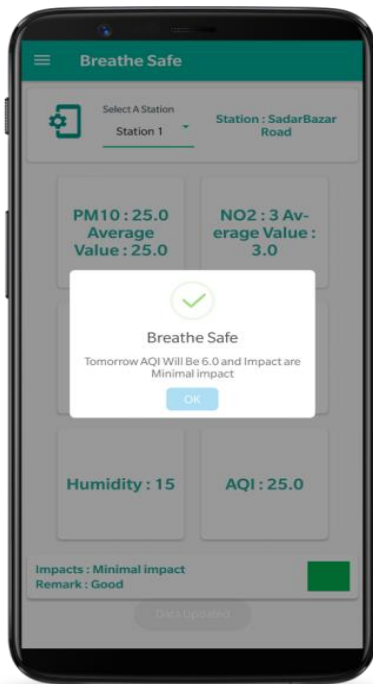 Breathe Safe
Select A Station
Station 1
Station : SadarBazar
Road
PM10 : 25.0
Average
Value : 25.0
NO2 : 3 Av-
erage Value :
3.0
Breathe Safe
Tomorrow AQI Will Be 6.0 and Impact are
Minimal impact
OK
Humidity : 15
AQI : 25.0
Impacts : Minimal impact
Remark : Good
Data Updated